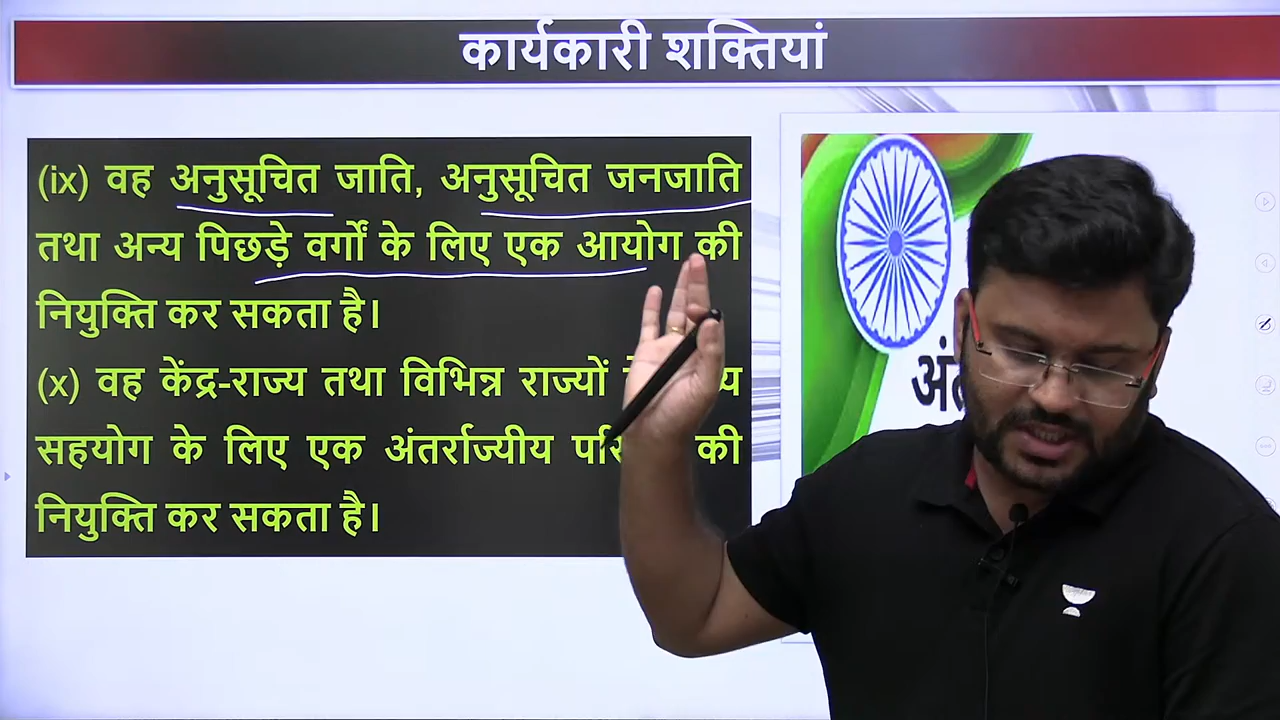 कार्यकारी शक्तियां
(ix) वह अनुसूचित जाति, अनुसूचित जनजाति
तथा अन्य पिछड़े वर्गों के लिए एक आयोग की
नियुक्ति कर सकता है।
(x) वह केंद्र-राज्य तथा विभिन्न राज्यों
सहयोग के लिए एक अंतर्राज्यीय की
नियुक्ति कर सकता है।